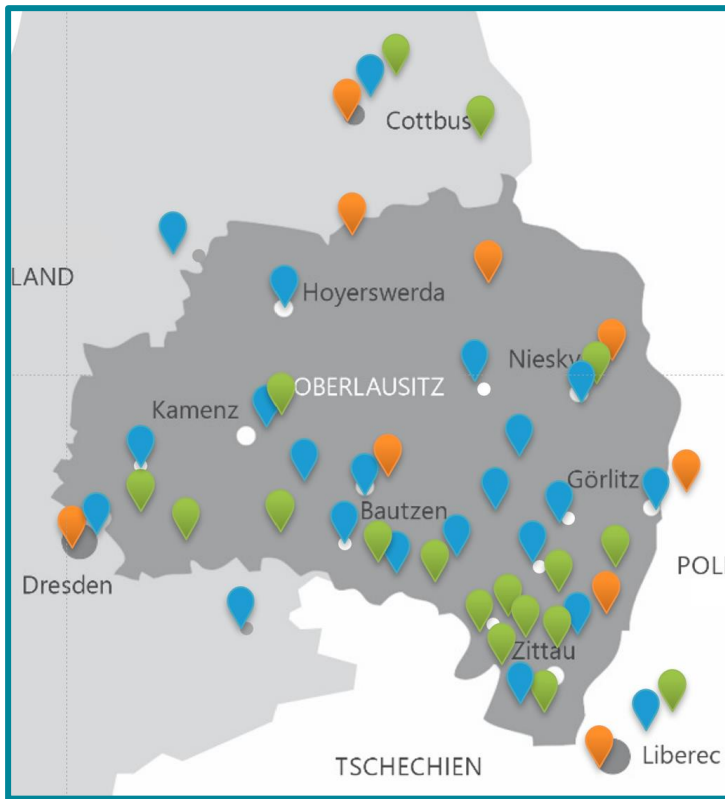 Cottbus
LAND
Hoyerswerda
Niesky
OBERLAUSITZ
Kamenz
Görlitz
Bautzen
POL
Dresden
Zittau
Liberec
TSCHECHIEN